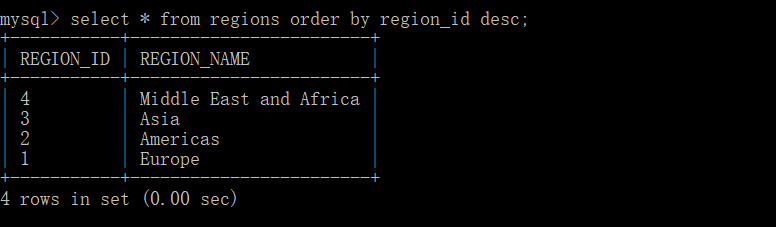 mysql> select * from regions order by region_id desc;
+-----------+------------------------+
| REGION_ID | REGION_NAME            |
+-----------+------------------------+
| 4         | Middle East and Africa |
| 3         | Asia                   |
| 2         | Americas               |
| 1         | Europe                 |
+-----------+------------------------+
4 rows in set (0.00 sec)